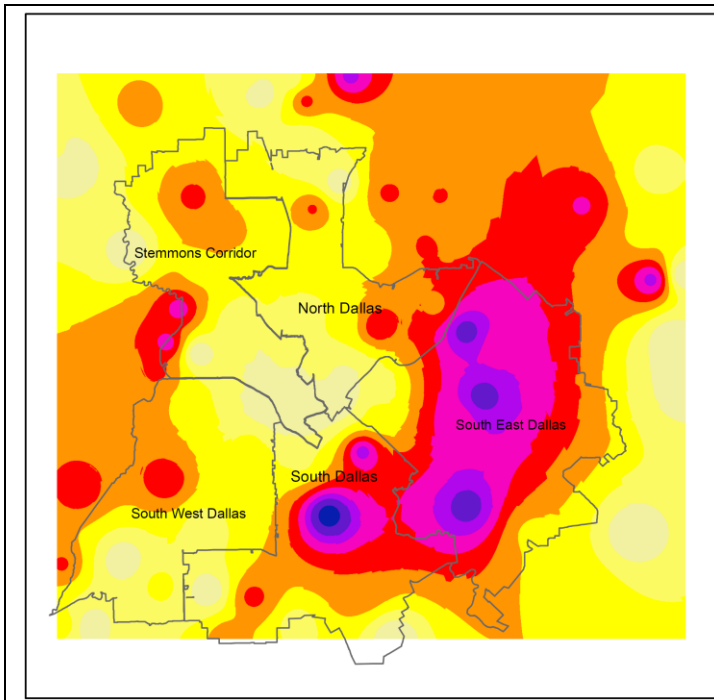 Stemmons Corridor
North Dallas
South East Dallas
South Dallas
South West Dallas